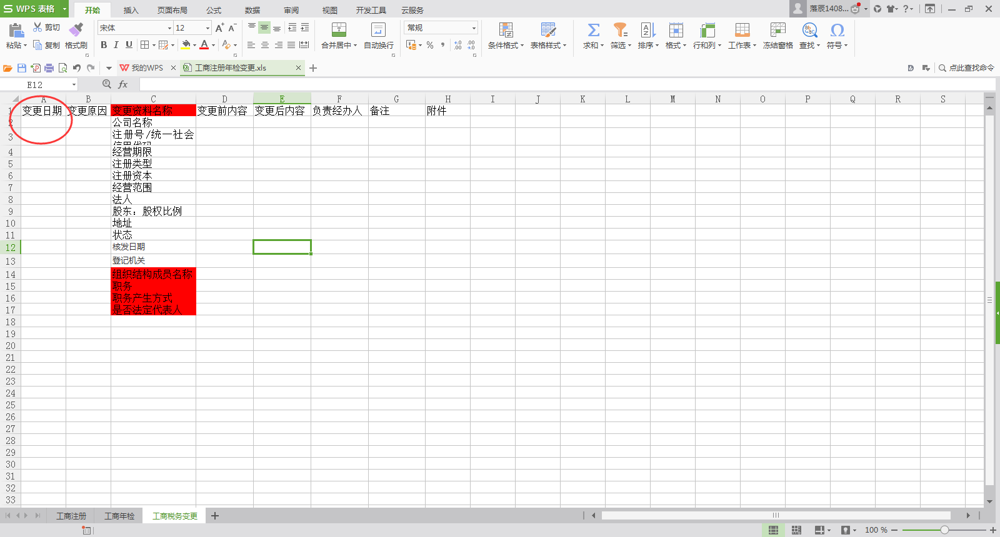 WPS 表格
开始 插入 页面布局 公式 数据 审阅 视图 开发工具 云服务
落辰1408...
粘贴 剪切 复制 格式刷
宋体 12
B I U
合并居中 自动换行
常规
条件格式 表格样式 求和 筛选 排序 格式 行和列 工作表 冻结窗格 查找 符号
我的WPS 工商注册年检变更.xls
点此查找命令
E12 fx
A B C D E F G H I J K L M N O P Q R S
1 变更日期 变更原因 变更资料名称 变更前内容 变更后内容 负责经办人 备注 附件
2 公司名称
3 注册号/统一社会
信用代码
4 经营期限
5 注册类型
6 注册资本
7 经营范围
8 法人
9 股东：股权比例
10 地址
11 状态
12 核发日期
13 登记机关
14 组织结构成员名称
15 职务
16 职务产生方式
17 是否法定代表人
18
19
20
21
22
23
24
25
26
27
28
29
30
31
32
33
工商注册 工商年检 工商税务变更
100 %